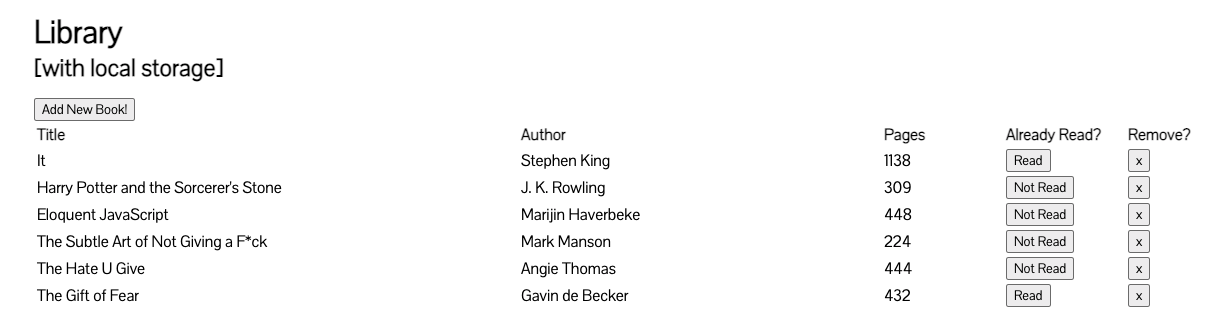 Library
[with local storage]
Add New Book!
Title Author Pages Already Read? Remove?
It Stephen King 1138 Read x
Harry Potter and the Sorcerer's Stone J. K. Rowling 309 Not Read x
Eloquent JavaScript Marijin Haverbeke 448 Not Read x
The Subtle Art of Not Giving a F*ck Mark Manson 224 Not Read x
The Hate U Give Angie Thomas 444 Not Read x
The Gift of Fear Gavin de Becker 432 Read x